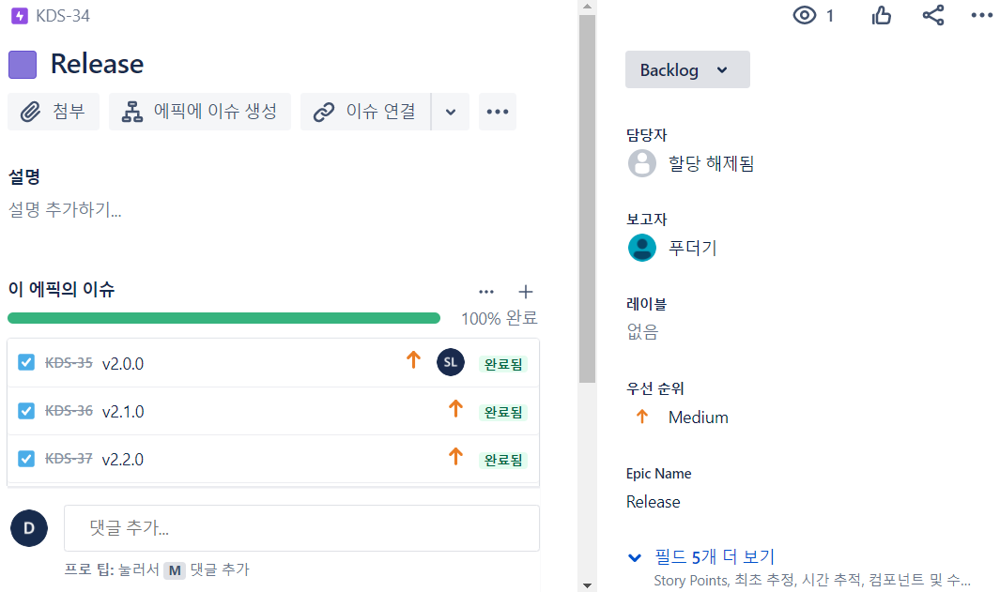 KDS-34
Release
첨부
에픽에 이슈 생성
이슈 연결
설명
설명 추가하기...
이 에픽의 이슈
100% 완료
KDS-35 v2.0.0 SL 완료됨
KDS-36 v2.1.0 완료됨
KDS-37 v2.2.0 완료됨
D 댓글 추가...
프로 팁: 눌러서 M 댓글 추가
1
Backlog
담당자
할당 해제됨
보고자
푸더기
레이블
없음
우선 순위
Medium
Epic Name
Release
필드 5개 더 보기
Story Points, 최초 추정, 시간 추적, 컴포넌트 및 수...